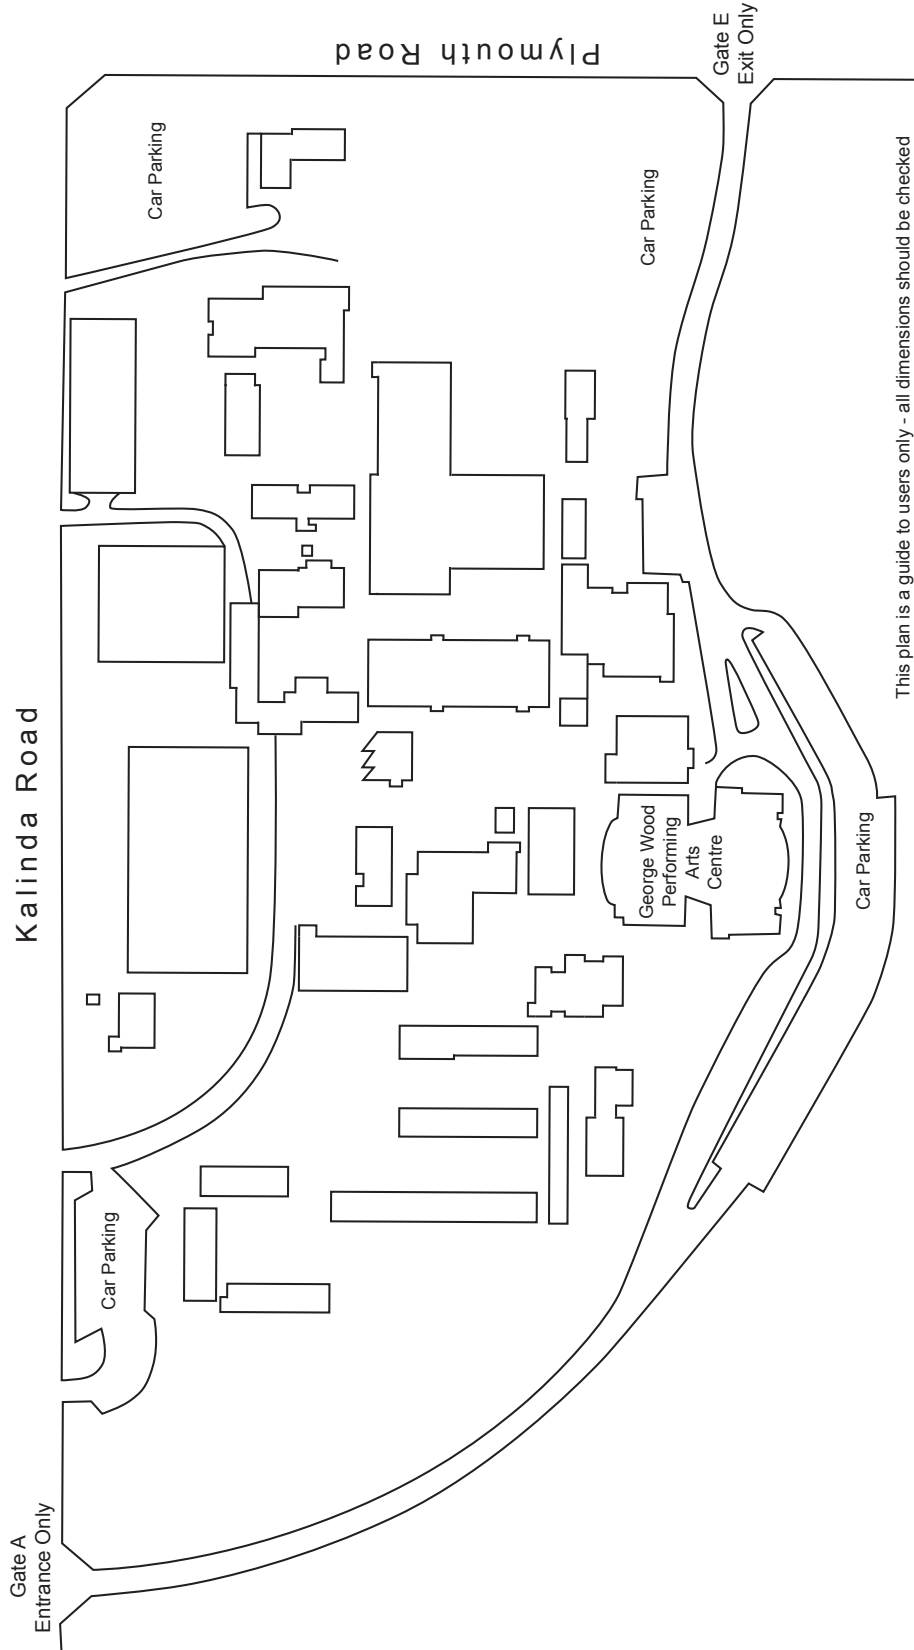 Gate A
Entrance Only
Kalinda Road
Plymouth Road
Gate E
Exit Only
Car Parking
Car Parking
Car Parking
Car Parking
George Wood
Performing
Arts
Centre
This plan is a guide to users only - all dimensions should be checked